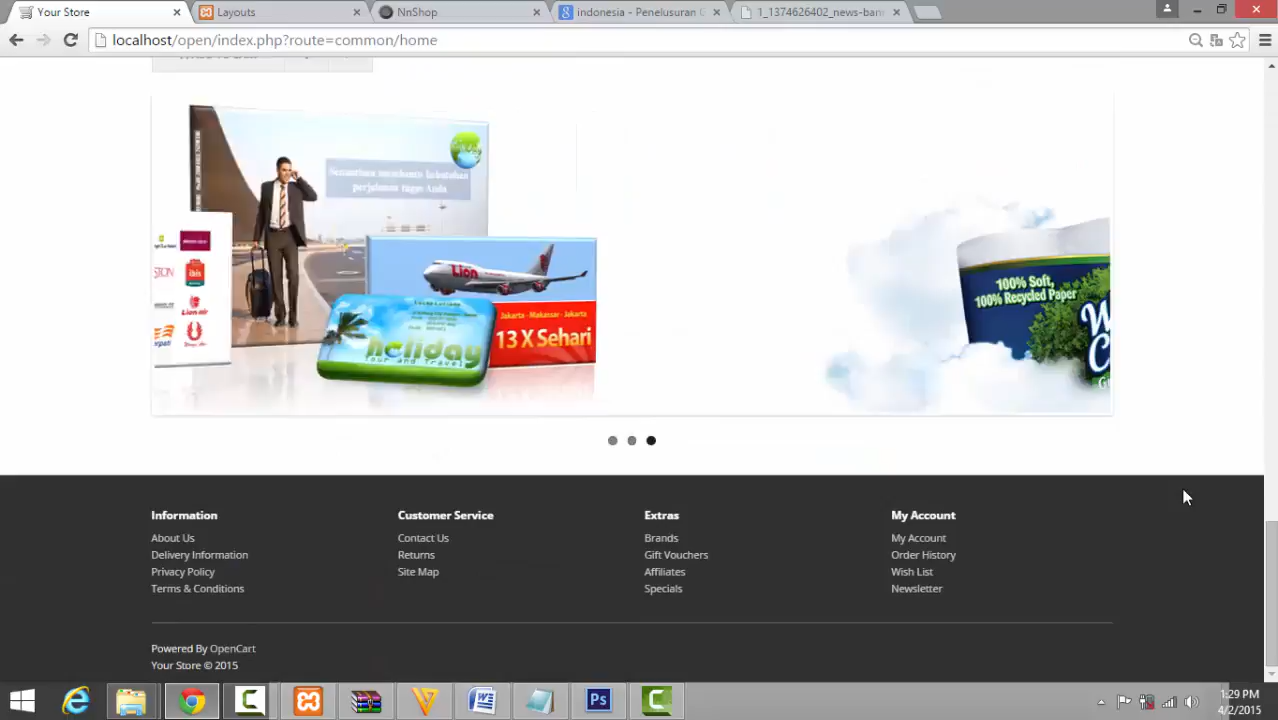 Your Store
Layouts
NnShop
indonesia - Penelusuran G
1_1374626402_news-ban
localhost/open/index.php?route=common/home
Senantiasa membantu kebutuhan
perjalanan tugas Anda
Lion
Lion air
ibis
Jakarta - Makassar - Jakarta
13 X Sehari
holiday
Tour and Travel
100% Soft,
100% Recycled Paper
Information
Customer Service
Extras
My Account
About Us
Contact Us
Brands
My Account
Delivery Information
Returns
Gift Vouchers
Order History
Privacy Policy
Site Map
Affiliates
Wish List
Terms & Conditions
Specials
Newsletter
Powered By OpenCart
Your Store © 2015
1:29 PM
4/2/2015